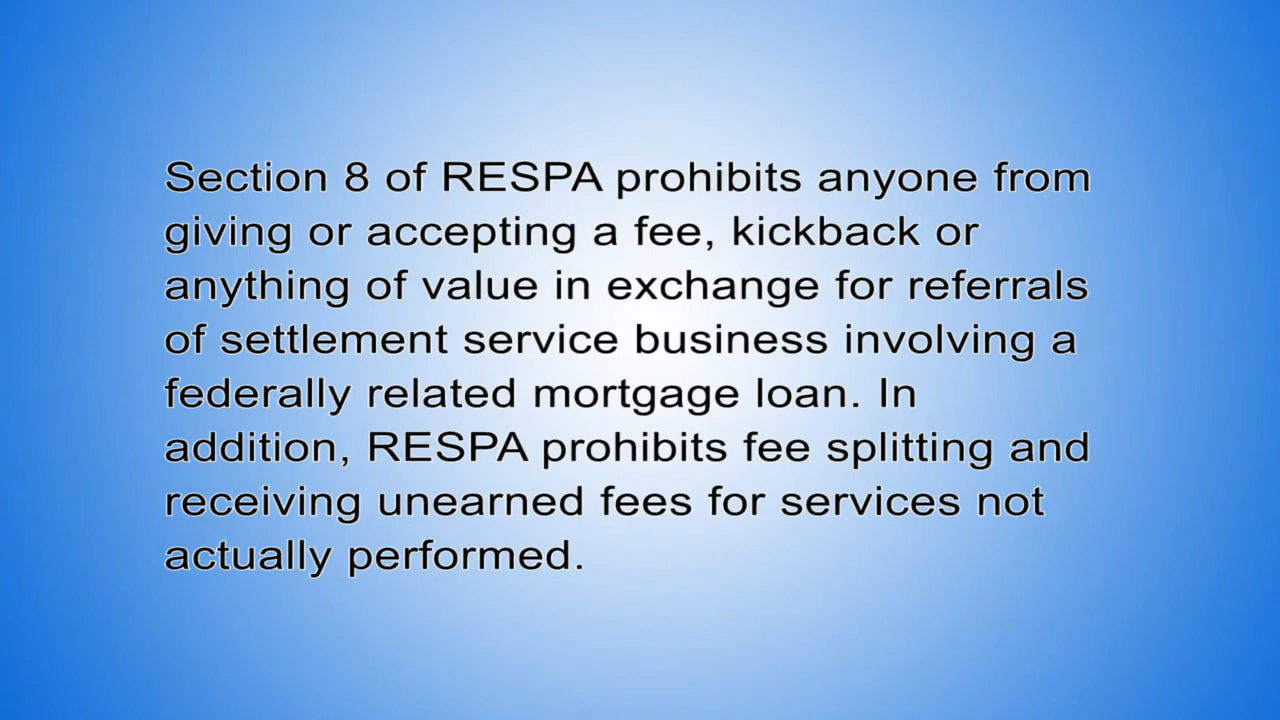 Section 8 of RESPA prohibits anyone from
giving or accepting a fee, kickback or
anything of value in exchange for referrals
of settlement service business involving a
federally related mortgage loan. In
addition, RESPA prohibits fee splitting and
receiving unearned fees for services not
actually performed.